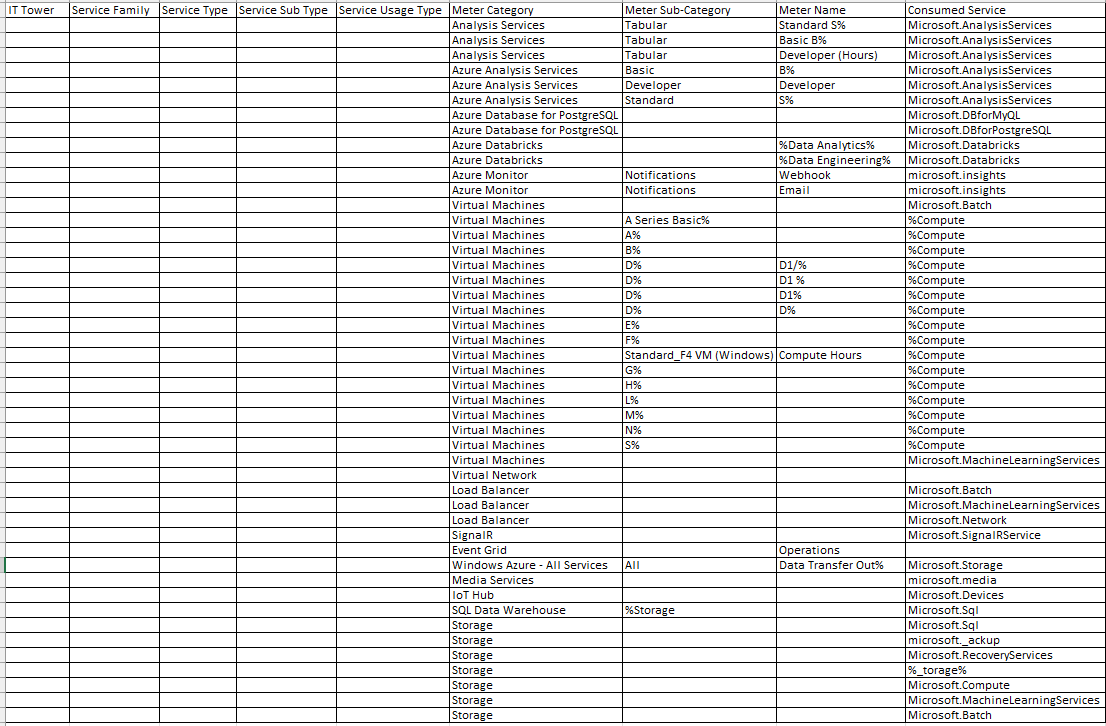 IT Tower Service Family Service Type Service Sub Type Service Usage Type Meter Category Meter Sub-Category Meter Name Consumed Service
Analysis Services Tabular Standard S% Microsoft.AnalysisServices
Analysis Services Tabular Basic B% Microsoft.AnalysisServices
Analysis Services Tabular Developer (Hours) Microsoft.AnalysisServices
Azure Analysis Services Basic B% Microsoft.AnalysisServices
Azure Analysis Services Developer Developer Microsoft.AnalysisServices
Azure Analysis Services Standard S% Microsoft.AnalysisServices
Azure Database for PostgreSQL Microsoft.DBforMyQL
Azure Database for PostgreSQL Microsoft.DBforPostgreSQL
Azure Databricks %Data Analytics% Microsoft.Databricks
Azure Databricks %Data Engineering% Microsoft.Databricks
Azure Monitor Notifications Webhook microsoft.insights
Azure Monitor Notifications Email microsoft.insights
Virtual Machines Microsoft.Batch
Virtual Machines A Series Basic% %Compute
Virtual Machines A% %Compute
Virtual Machines B% %Compute
Virtual Machines D% D1/% %Compute
Virtual Machines D% D1 % %Compute
Virtual Machines D% D1% %Compute
Virtual Machines D% D% %Compute
Virtual Machines E% %Compute
Virtual Machines F% %Compute
Virtual Machines Standard_F4 VM (Windows) Compute Hours %Compute
Virtual Machines G% %Compute
Virtual Machines H% %Compute
Virtual Machines L% %Compute
Virtual Machines M% %Compute
Virtual Machines N% %Compute
Virtual Machines S% %Compute
Virtual Machines Microsoft.MachineLearningServices
Virtual Network
Load Balancer Microsoft.Batch
Load Balancer Microsoft.MachineLearningServices
Load Balancer Microsoft.Network
SignalR Microsoft.SignalRService
Event Grid Operations
Windows Azure - All Services All Data Transfer Out% Microsoft.Storage
Media Services microsoft.media
IoT Hub Microsoft.Devices
SQL Data Warehouse %Storage Microsoft.Sql
Storage Microsoft.Sql
Storage microsoft._ackup
Storage Microsoft.RecoveryServices
Storage %_torage%
Storage Microsoft.Compute
Storage Microsoft.MachineLearningServices
Storage Microsoft.Batch